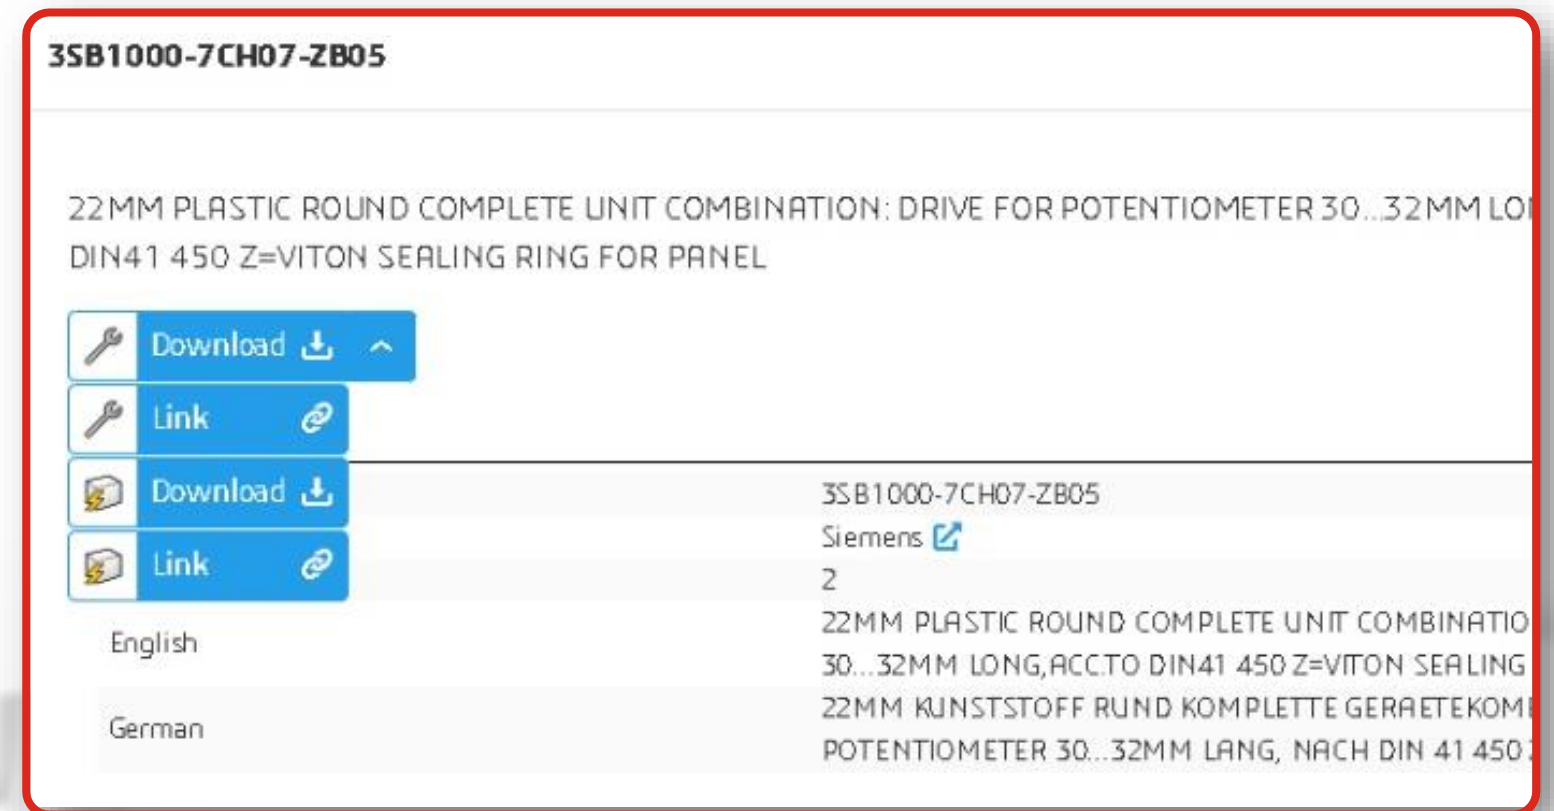 3SB1000-7CH07-ZB05
22MM PLASTIC ROUND COMPLETE UNIT COMBINATION: DRIVE FOR POTENTIOMETER 30...32MM
DIN41 450 Z=VITON SEALING RING FOR PANEL
Download
Link
Download
3SB1000-7CH07-ZB05
Siemens
Link
2
English
22MM PLASTIC ROUND COMPLETE UNIT
30...32MM LONG,ACC.TO DIN41 450 Z=VITON SEALING
German
22MM KUNSTSTOFF RUND KOMPLETTE
POTENTIOMETER 30...32MM LANG, NACH DIN 41 450